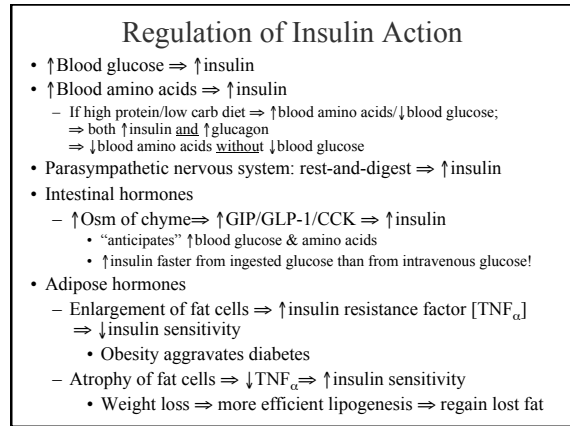 Regulation of Insulin Action
• ↑Blood glucose ⇒ ↑insulin
• ↑Blood amino acids ⇒ ↑insulin
– If high protein/low carb diet ⇒ ↑blood amino acids/↓blood glucose;
⇒ both ↑insulin and ↑glucagon
⇒ ↓blood amino acids without ↓blood glucose
• Parasympathetic nervous system: rest-and-digest ⇒ ↑insulin
• Intestinal hormones
– ↑Osm of chyme⇒ ↑GIP/GLP-1/CCK ⇒ ↑insulin
• “anticipates” ↑blood glucose & amino acids
• ↑insulin faster from ingested glucose than from intravenous glucose!
• Adipose hormones
– Enlargement of fat cells ⇒ ↑insulin resistance factor [TNFα]
⇒ ↓insulin sensitivity
• Obesity aggravates diabetes
– Atrophy of fat cells ⇒ ↓TNFα⇒ ↑insulin sensitivity
• Weight loss ⇒ more efficient lipogenesis ⇒ regain lost fat